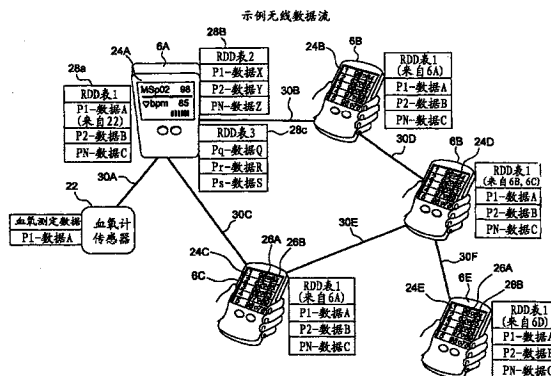 示例无线数据流
6A
28B
24A
RDD表2
P1-数据X
P2-数据Y
PN-数据Z
28a
RDD表1
P1-数据A
(来自22)
P2-数据B
PN-数据C
MSpO2 98
♡bpm 65
RDD表3
28c
Pq-数据Q
Pr-数据R
Ps-数据S
30B
24B
6B
RDD表1
(来自6A)
P1-数据A
P2-数据B
PN-数据C
30D
6B
24D
RDD表1
(来自6B, 6C)
P1-数据A
P2-数据B
PN-数据C
22
30A
血氧测定数据
P1-数据A
血氧计
传感器
30C
30E
24C
26A
26B
6C
RDD表1
(来自6A)
P1-数据A
P2-数据B
PN-数据C
30F
6E
24E
26A
26B
RDD表1
(来自6D)
P1-数据A
P2-数据B
PN-数据C